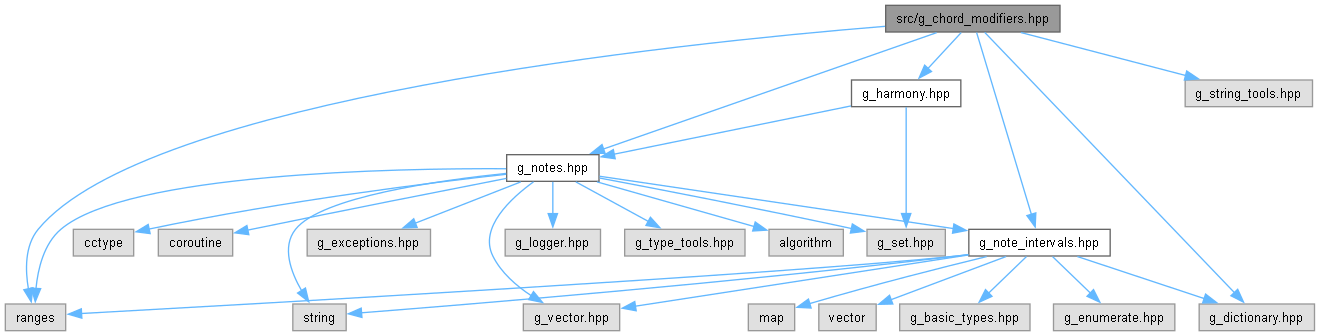 src/g_chord_modifiers.hpp
g_harmony.hpp
g_string_tools.hpp
g_notes.hpp
cctype
coroutine
g_exceptions.hpp
g_logger.hpp
g_type_tools.hpp
algorithm
g_set.hpp
g_note_intervals.hpp
ranges
string
g_vector.hpp
map
vector
g_basic_types.hpp
g_enumerate.hpp
g_dictionary.hpp